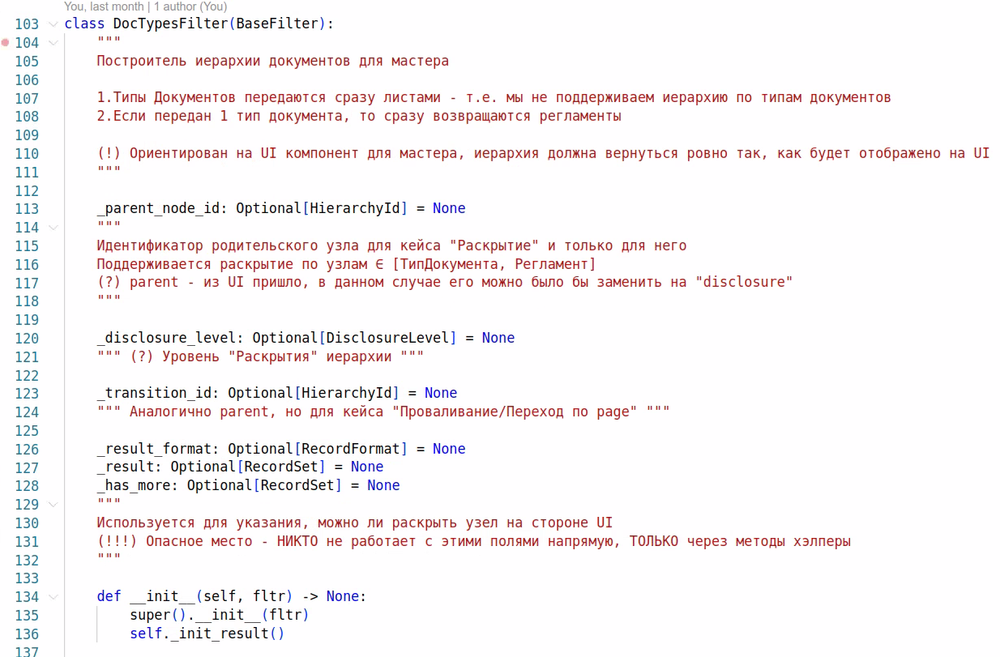 You, last month | 1 author (You)
103 class DocTypesFilter(BaseFilter):
104 """
105 Построитель иерархии документов для мастера
106
107 1.Типы Документов передаются сразу листами - т.е. мы не поддерживаем иерархию по типам документов
108 2.Если передан 1 тип документа, то сразу возвращаются регламенты
109
110 (!) Ориентирован на UI компонент для мастера, иерархия должна вернуться ровно так, как будет отображено на UI
111 """
112
113 _parent_node_id: Optional[HierarchyId] = None
114 """
115 Идентификатор родительского узла для кейса "Раскрытие" и только для него
116 Поддерживается раскрытие по узлам ∈ [ТипДокумента, Регламент]
117 (?) parent - из UI пришло, в данном случае его можно было бы заменить на "disclosure"
118 """
119
120 _disclosure_level: Optional[DisclosureLevel] = None
121 """ (?) Уровень "Раскрытия" иерархии """
122
123 _transition_id: Optional[HierarchyId] = None
124 """ Аналогично parent, но для кейса "Проваливание/Переход по page" """
125
126 _result_format: Optional[RecordFormat] = None
127 _result: Optional[RecordSet] = None
128 _has_more: Optional[RecordSet] = None
129 """
130 Используется для указания, можно ли раскрыть узел на стороне UI
131 (!!!) Опасное место - НИКТО не работает с этими полями напрямую, ТОЛЬКО через методы хэлперы
132 """
133
134 def __init__(self, fltr) -> None:
135 super().__init__(fltr)
136 self._init_result()
137